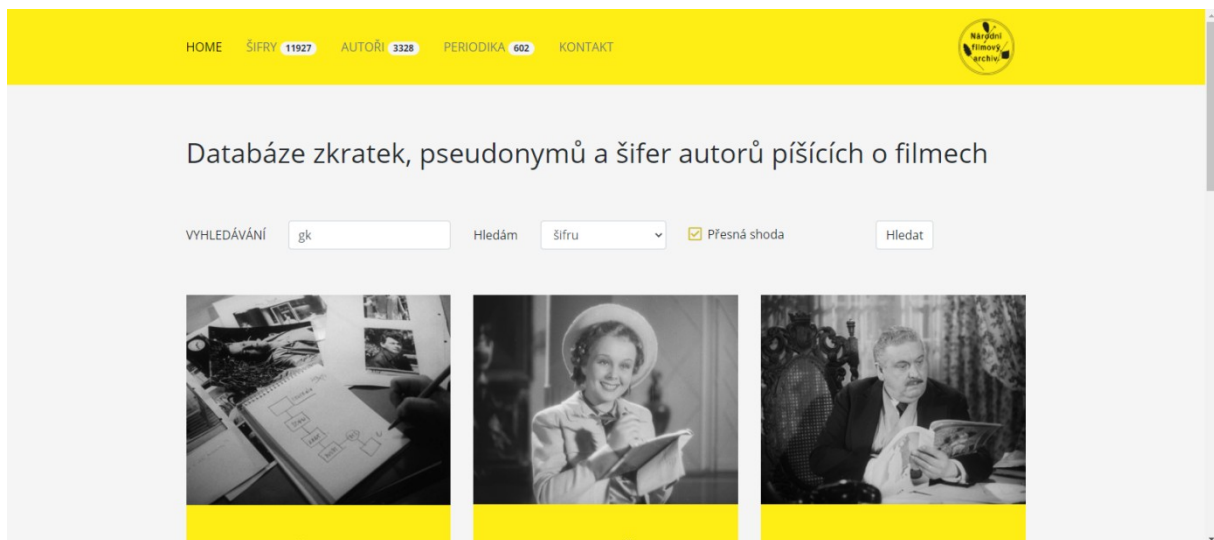 HOME ŠIFRY 11927 AUTOŘI 3328 PERIODIKA 602 KONTAKT
Národní
filmový
archiv
Databáze zkratek, pseudonymů a šifer autorů píšících o filmech
VYHLEDÁVÁNÍ gk Hledám šifru Přesná shoda Hledat